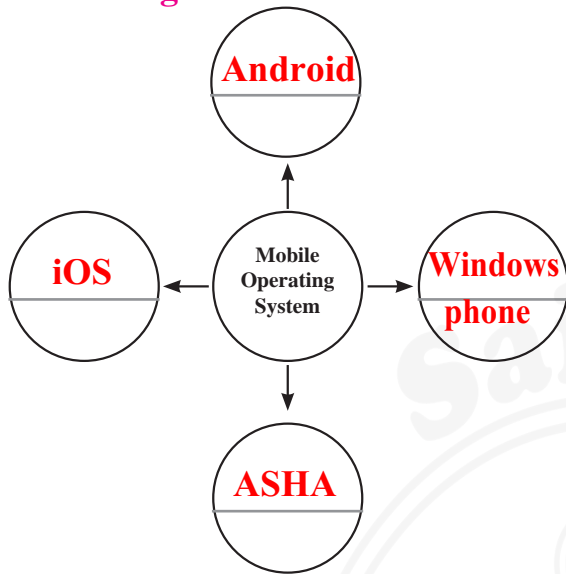 Android
iOS
Mobile
Operating
System
Windows
phone
ASHA